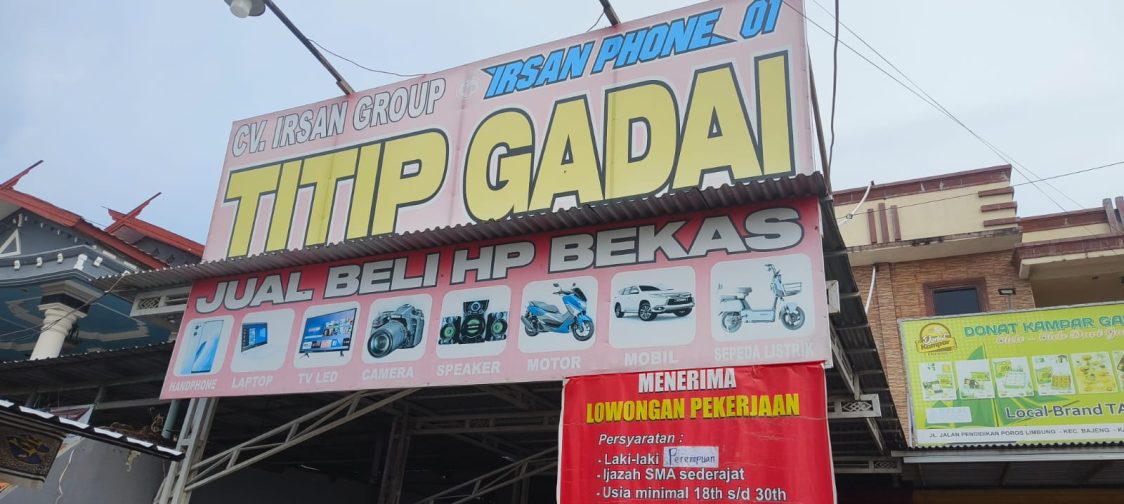 IRSAN PHONE 01
CV. IRSAN GROUP
TITIP GADAI
JUAL BELI HP BEKAS
HANDPHONE LAPTOP TV LED CAMERA SPEAKER MOTOR MOBIL SEPEDA LISTRIK
MENERIMA
LOWONGAN PEKERJAAN
Persyaratan :
- Laki-laki Perempuan
- Ijazah SMA sederajat
- Usia minimal 18th s/d 30th
DONAT KAMPAR
Local Brand
JL. JALAN PENDIDIKAN POROS LIMBUNG - KEC. BAJENG -